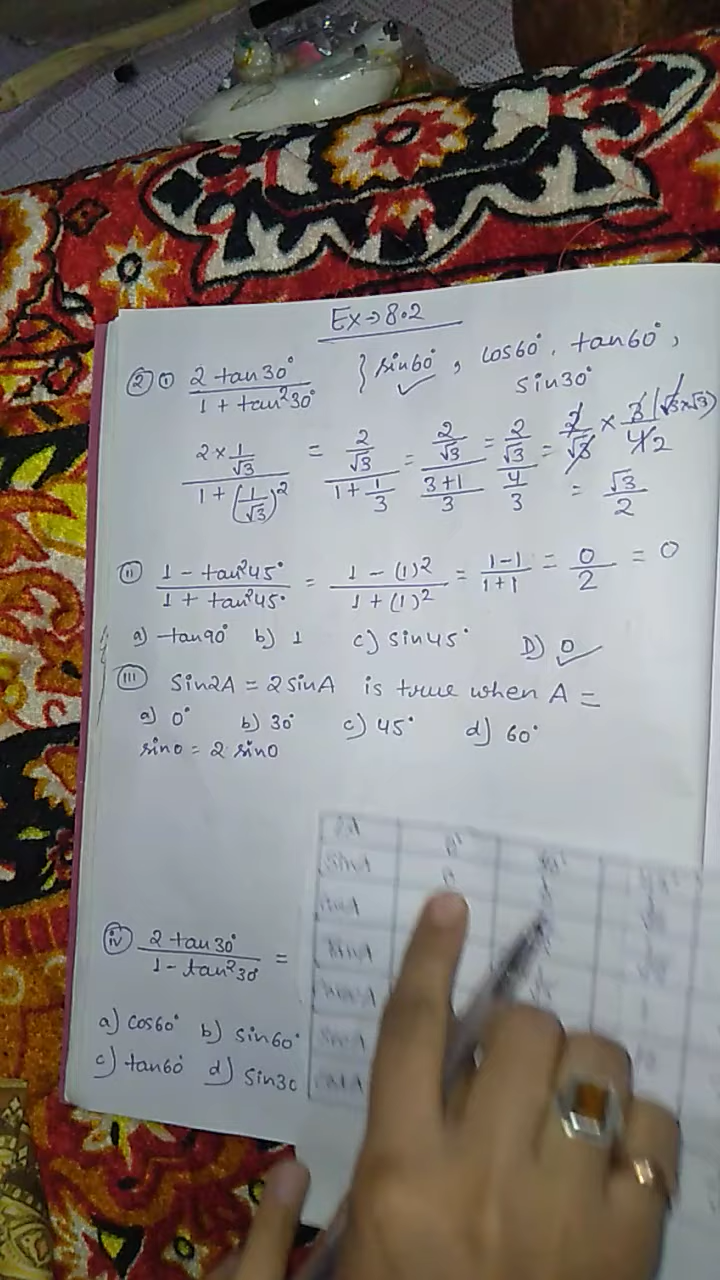 Ex→8.2
② ① 2 tan30° / 1 + tan²30° } sin60°, cos60°, tan60°,
sin30°
2 × 1/√3 / 1 + (1/√3)² = 2/√3 / 1 + 1/3 = 2/√3 / 3+1/3 = 2/√3 / 4/3 = 2/√3 × 3(√3×√3)/4 2
= √3/2
ⅱ 1 - tan²45° / 1 + tan²45° = 1 - (1)² / 1 + (1)² = 1-1 / 1+1 = 0/2 = 0
a) tan90° b) 1 c) sin45° D) 0 ✓
ⅲ Sin2A = 2 sinA is true when A =
a) 0° b) 30° c) 45° d) 60°
sin0 = 2 sin0
ⅳ 2 tan30° / 1 - tan²30 =
a) cos60° b) sin60°
c) tan60 d) sin30